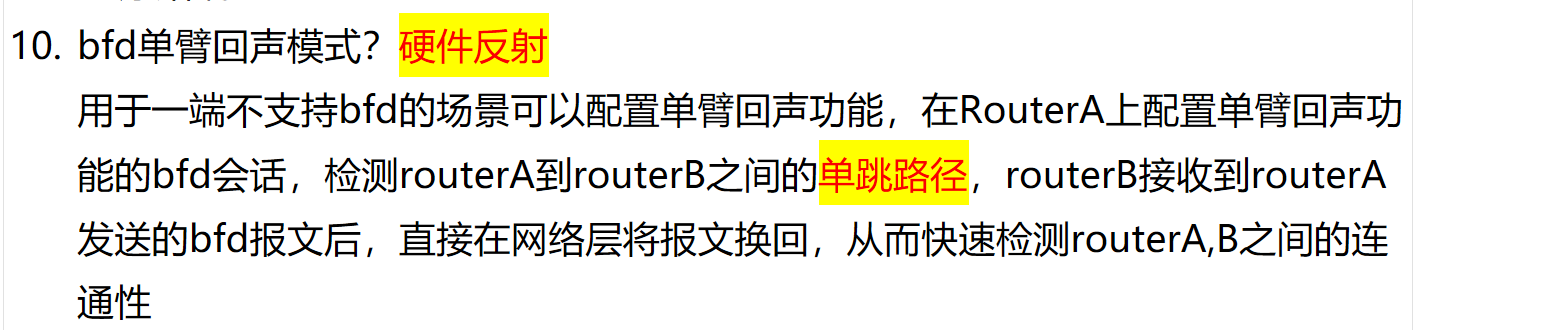 10. bfd单臂回声模式？硬件反射
用于一端不支持bfd的场景可以配置单臂回声功能，在RouterA上配置单臂回声功
能的bfd会话，检测routerA到routerB之间的单跳路径，routerB接收到routerA
发送的bfd报文后，直接在网络层将报文换回，从而快速检测routerA,B之间的连
通性